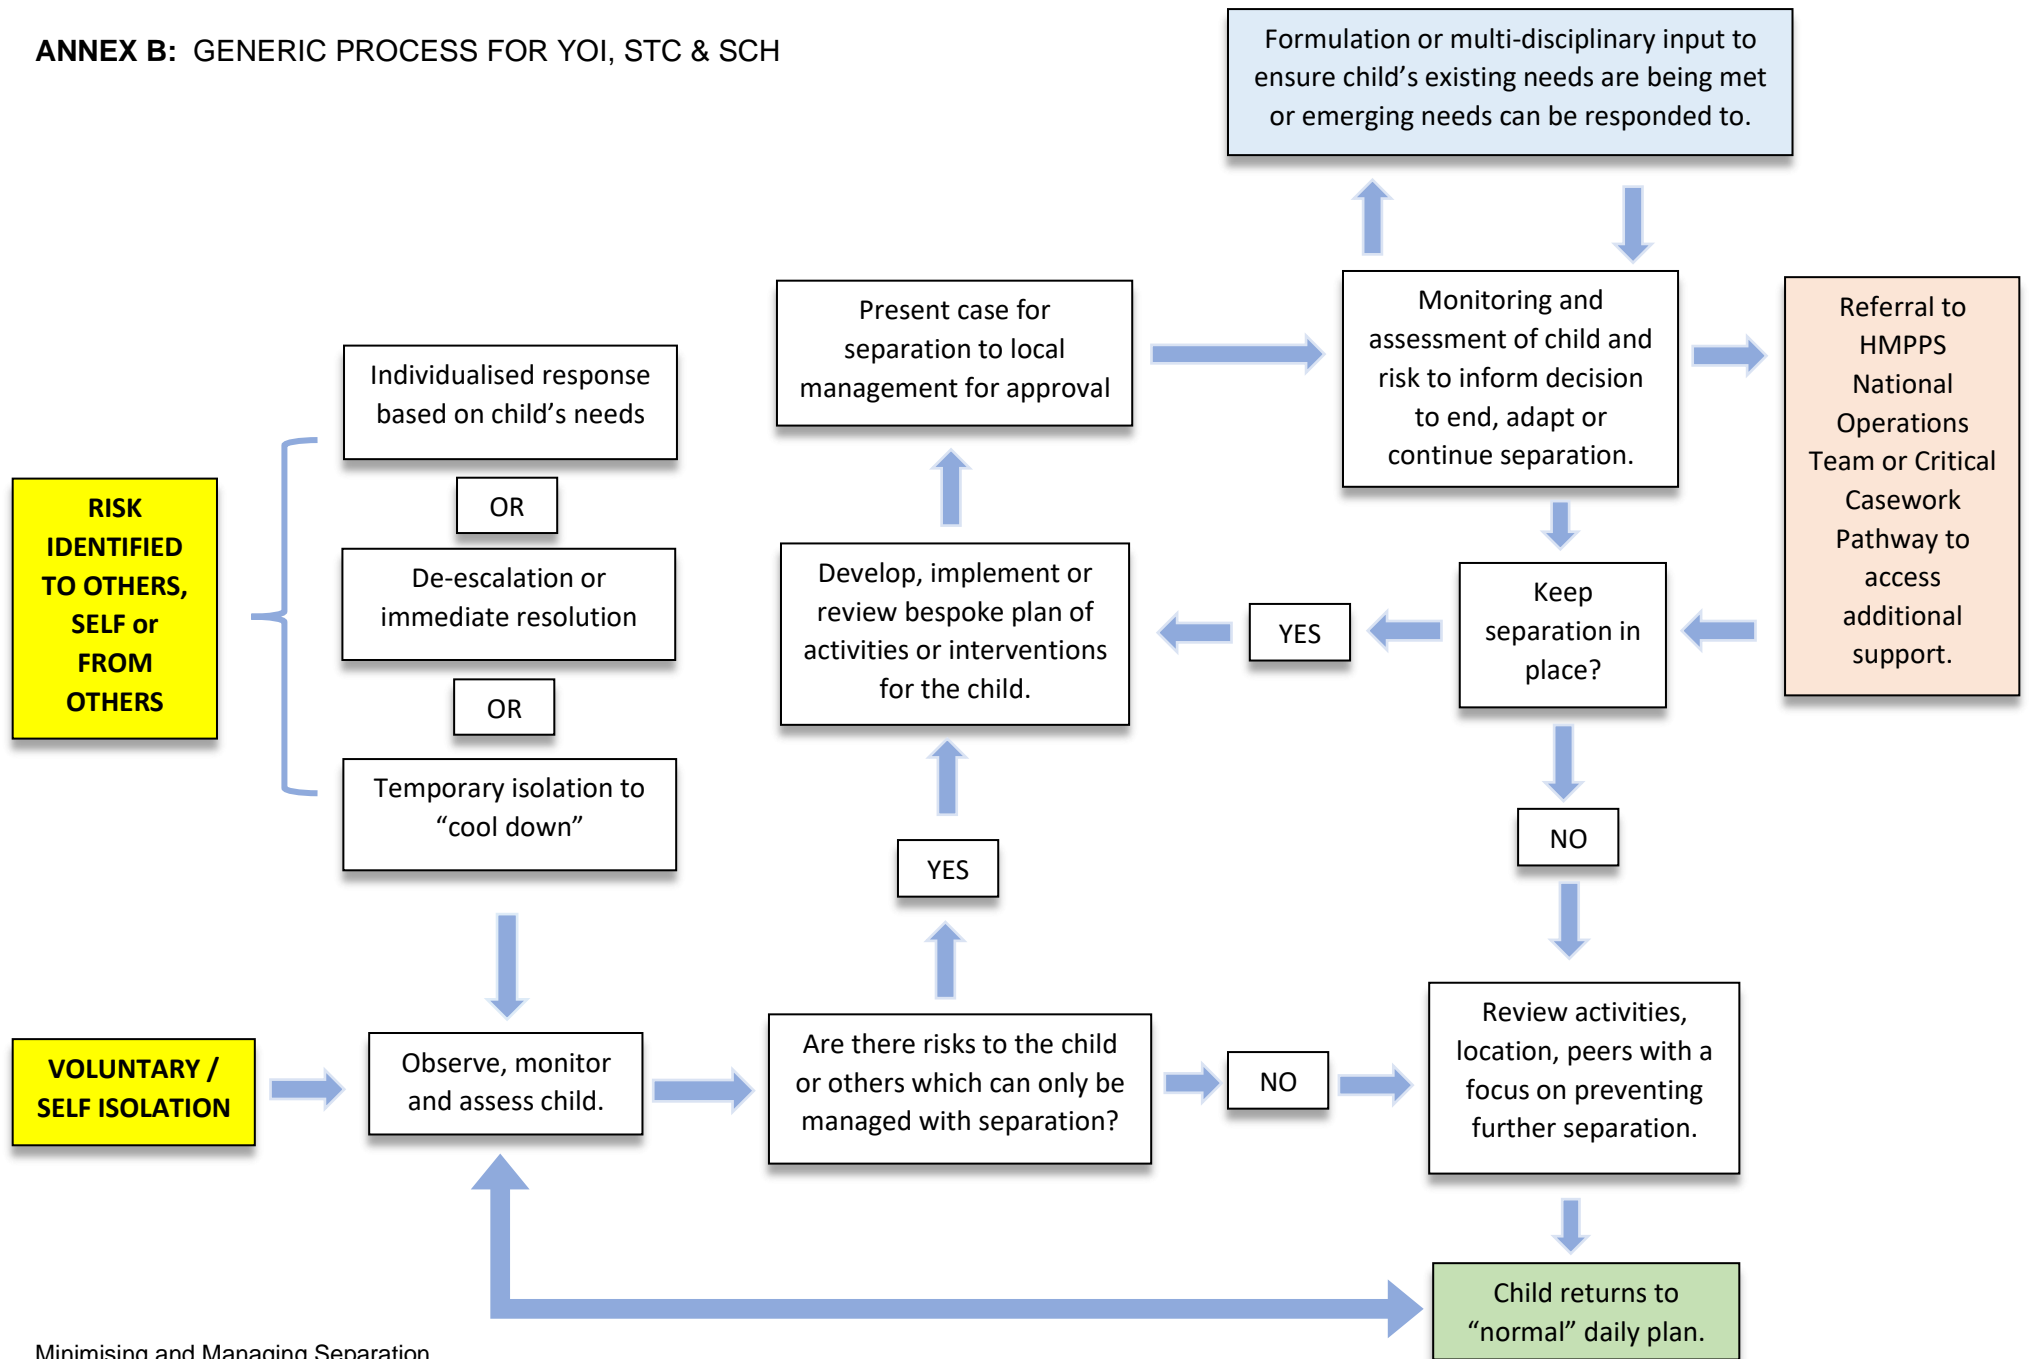 ANNEX B: GENERIC PROCESS FOR YOI, STC & SCH
Formulation or multi-disciplinary input to
ensure child’s existing needs are being met
or emerging needs can be responded to.
RISK
IDENTIFIED
TO OTHERS,
SELF or
FROM
OTHERS
Individualised response
based on child’s needs
OR
De-escalation or
immediate resolution
OR
Temporary isolation to
“cool down”
VOLUNTARY /
SELF ISOLATION
Observe, monitor
and assess child.
Are there risks to the child
or others which can only be
managed with separation?
YES
Develop, implement or
review bespoke plan of
activities or interventions
for the child.
Present case for
separation to local
management for approval
Monitoring and
assessment of child and
risk to inform decision
to end, adapt or
continue separation.
Referral to
HMPPS
National
Operations
Team or Critical
Casework
Pathway to
access
additional
support.
Keep
separation in
place?
YES
NO
NO
Review activities,
location, peers with a
focus on preventing
further separation.
Child returns to
“normal” daily plan.
Minimising and Managing Separation